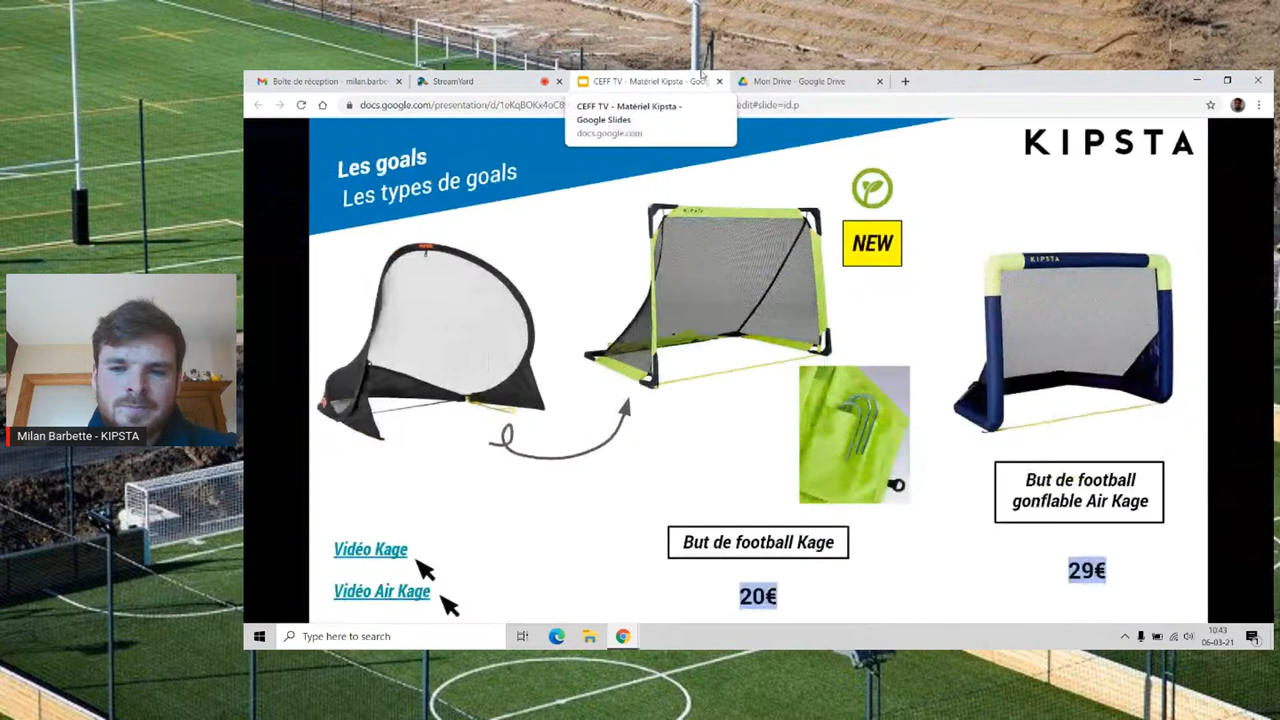 Boîte de réception - milan.barbe
StreamYard
CEFF TV - Matériel Kipsta - Goo
Mon Drive - Google Drive
docs.google.com/presentation/d/1eKqBOKx4oC8
edit#slide=id.p
CEFF TV - Matériel Kipsta -
Google Slides
docs.google.com
Les goals
Les types de goals
KIPSTA
NEW
KIPSTA
Milan Barbette - KIPSTA
But de football
gonflable Air Kage
Vidéo Kage
But de football Kage
29€
Vidéo Air Kage
20€
Type here to search
10:43
06-03-21